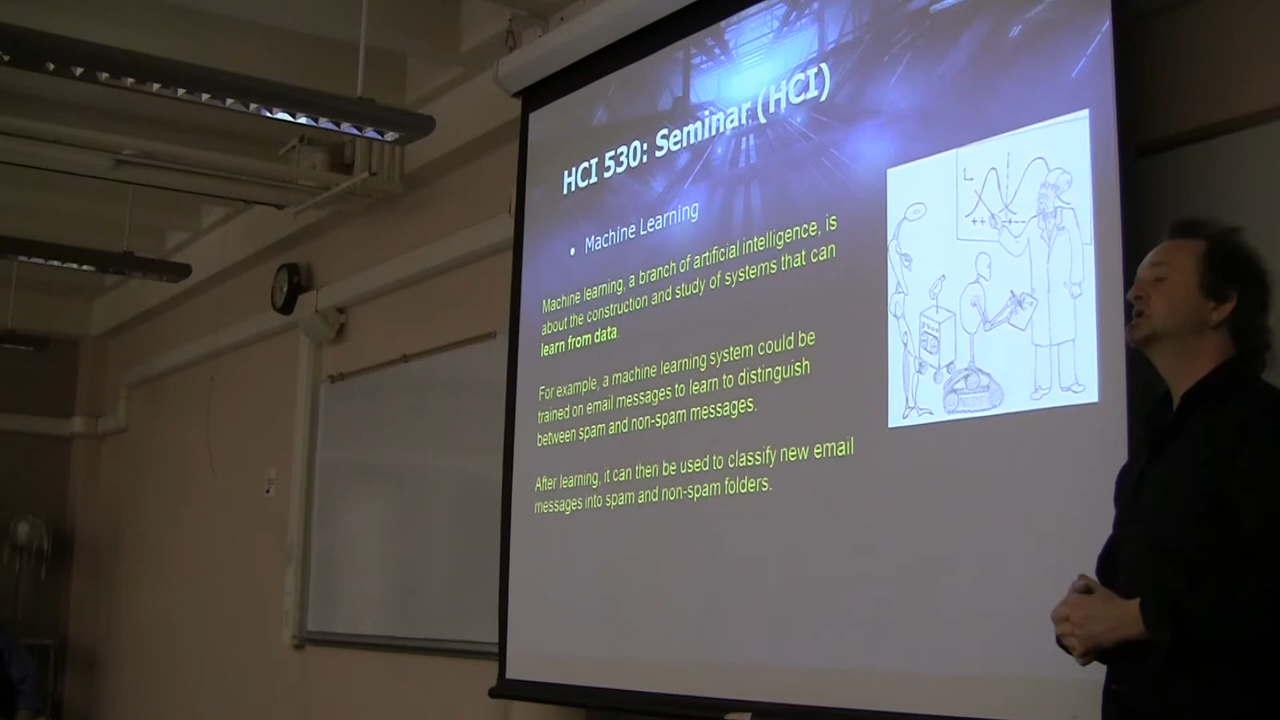 HCI 530: Seminar (HCI)
• Machine Learning
Machine learning, a branch of artificial intelligence, is
about the construction and study of systems that can
learn from data.
For example, a machine learning system could be
trained on email messages to learn to distinguish
between spam and non-spam messages.
After learning, it can then be used to classify new email
messages into spam and non-spam folders.
L
++